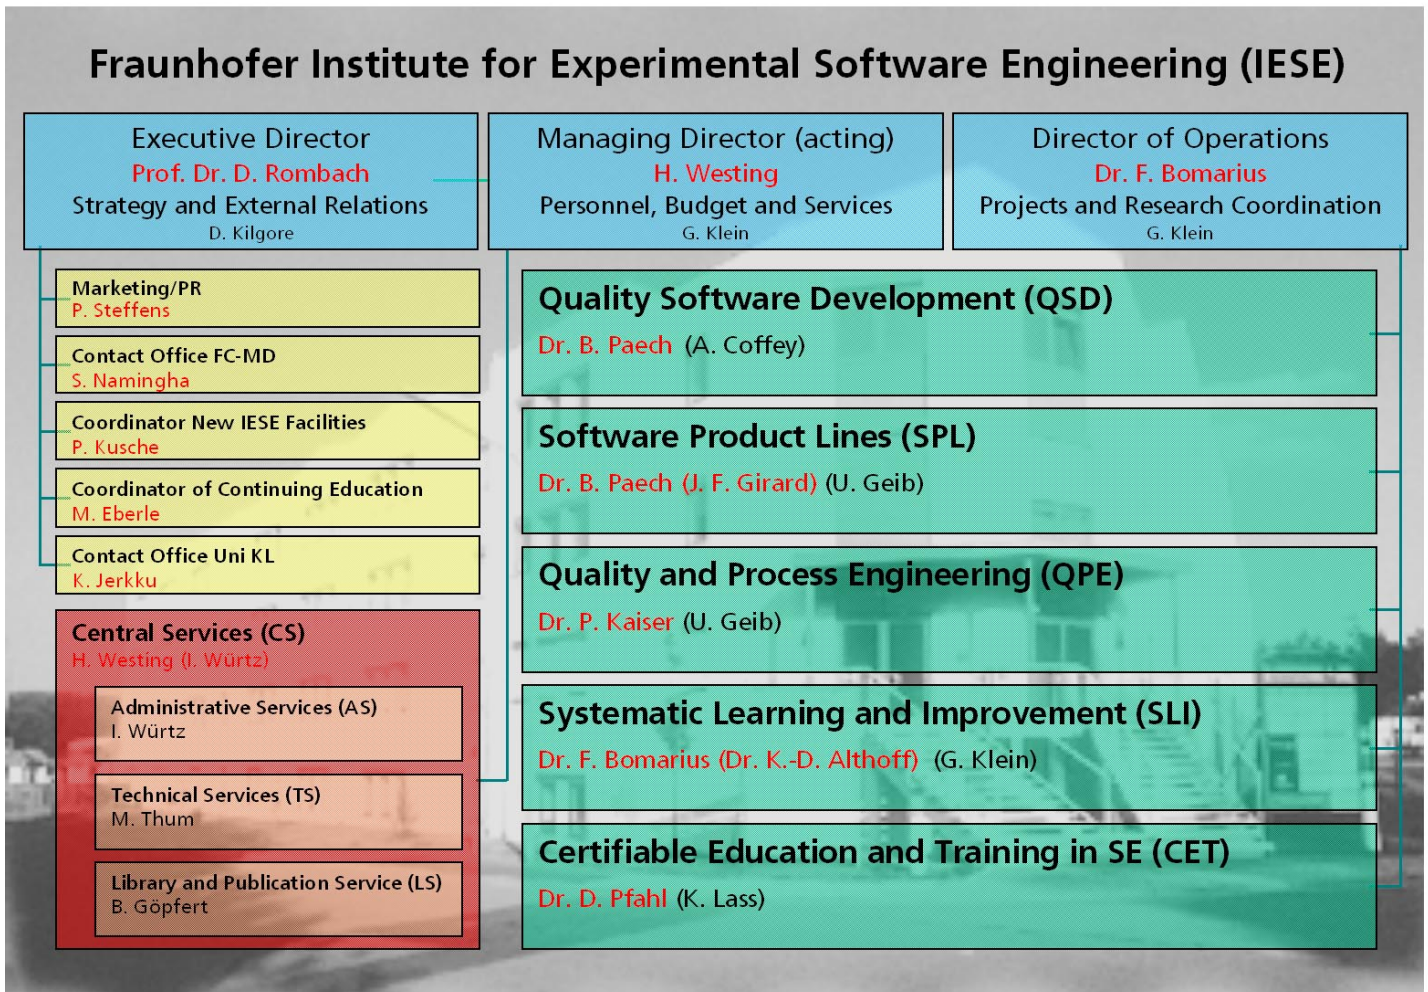 Fraunhofer Institute for Experimental Software Engineering (IESE)
Executive Director
Prof. Dr. D. Rombach
Strategy and External Relations
D. Kilgore
Managing Director (acting)
H. Westing
Personnel, Budget and Services
G. Klein
Director of Operations
Dr. F. Bomarius
Projects and Research Coordination
G. Klein
Marketing/PR
P. Steffens
Contact Office FC-MD
S. Namingha
Coordinator New IESE Facilities
P. Kusche
Coordinator of Continuing Education
M. Eberle
Contact Office Uni KL
K. Jerkku
Central Services (CS)
H. Westing (I. Würtz)
Administrative Services (AS)
I. Würtz
Technical Services (TS)
M. Thum
Library and Publication Service (LS)
B. Göpfert
Quality Software Development (QSD)
Dr. B. Paech (A. Coffey)
Software Product Lines (SPL)
Dr. B. Paech (J. F. Girard) (U. Geib)
Quality and Process Engineering (QPE)
Dr. P. Kaiser (U. Geib)
Systematic Learning and Improvement (SLI)
Dr. F. Bomarius (Dr. K.-D. Althoff) (G. Klein)
Certifiable Education and Training in SE (CET)
Dr. D. Pfahl (K. Lass)